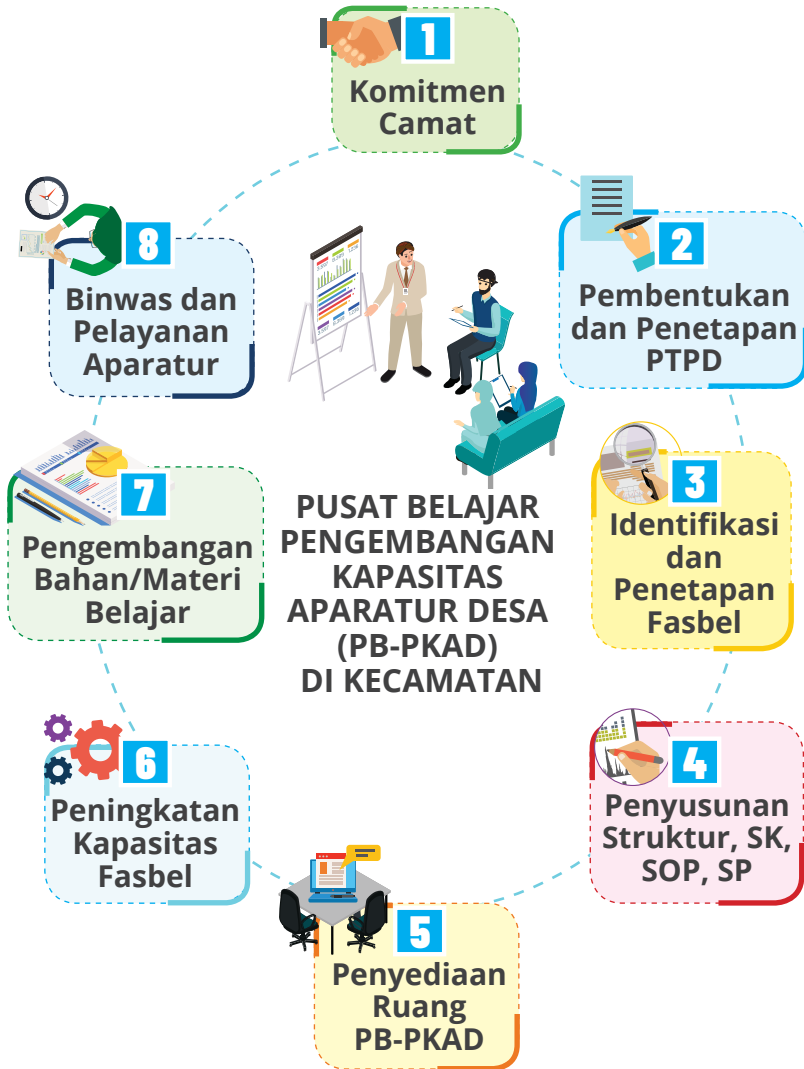 1
Komitmen
Camat
2
Pembentukan
dan Penetapan
PTPD
3
Identifikasi
dan
Penetapan
Fasbel
4
Penyusunan
Struktur, SK,
SOP, SP
5
Penyediaan
Ruang
PB-PKAD
6
Peningkatan
Kapasitas
Fasbel
7
Pengembangan
Bahan/Materi
Belajar
8
Binwas dan
Pelayanan
Aparatur
PUSAT BELAJAR
PENGEMBANGAN
KAPASITAS
APARATUR DESA
(PB-PKAD)
DI KECAMATAN